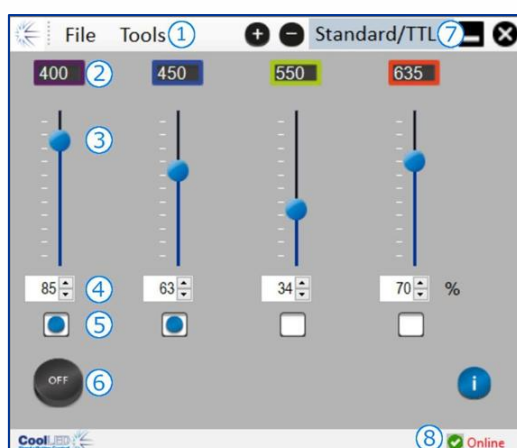 File Tools 1 + − Standard/TTL 7
400 2 450 550 635
3
85 4 63 34 70 %
5
OFF 6 i
CoolLED 8 Online